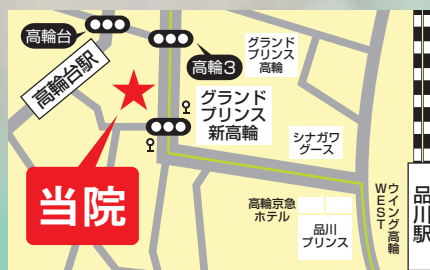 高輪台
高輪台駅
高輪3
グランド
プリンス
高輪
グランド
プリンス
新高輪
シナガワ
グース
当院
高輪京急
ホテル
品川
プリンス
ウイング高輪
WEST
品川駅